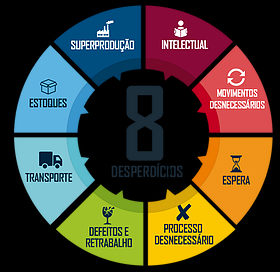 SUPERPRODUÇÃO
INTELECTUAL
MOVIMENTOS
DESNECESSÁRIOS
ESPERA
PROCESSO
DESNECESSÁRIO
DEFEITOS E
RETRABALHO
TRANSPORTE
ESTOQUES
8
DESPERDÍCIOS